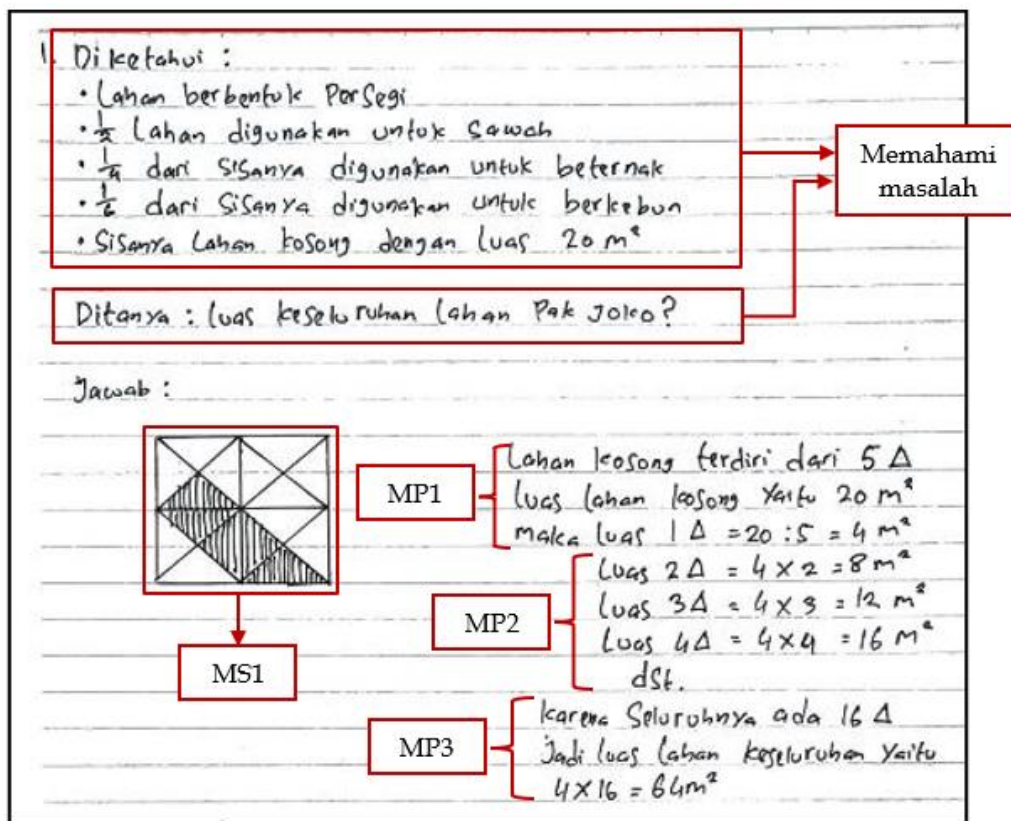 1. Diketahui :
• Lahan berbentuk Persegi
• 1/2 Lahan digunakan untuk sawah
• 1/4 dari sisanya digunakan untuk beternak
• 1/6 dari sisanya digunakan untuk berkebun
• Sisanya Lahan kosong dengan Luas 20 m²
Memahami
masalah
Ditanya : Luas keseluruhan Lahan Pak Joko?
Jawab :
MS1
MP1
Lahan kosong terdiri dari 5 Δ
luas lahan kosong yaitu 20 m²
maka luas 1 Δ = 20 : 5 = 4 m²
MP2
Luas 2Δ = 4 × 2 = 8 m²
Luas 3Δ = 4 × 3 = 12 m²
Luas 4Δ = 4 × 4 = 16 m²
dst.
MP3
karena Seluruhnya ada 16 Δ
Jadi luas Lahan keseluruhan yaitu
4 × 16 = 64 m²